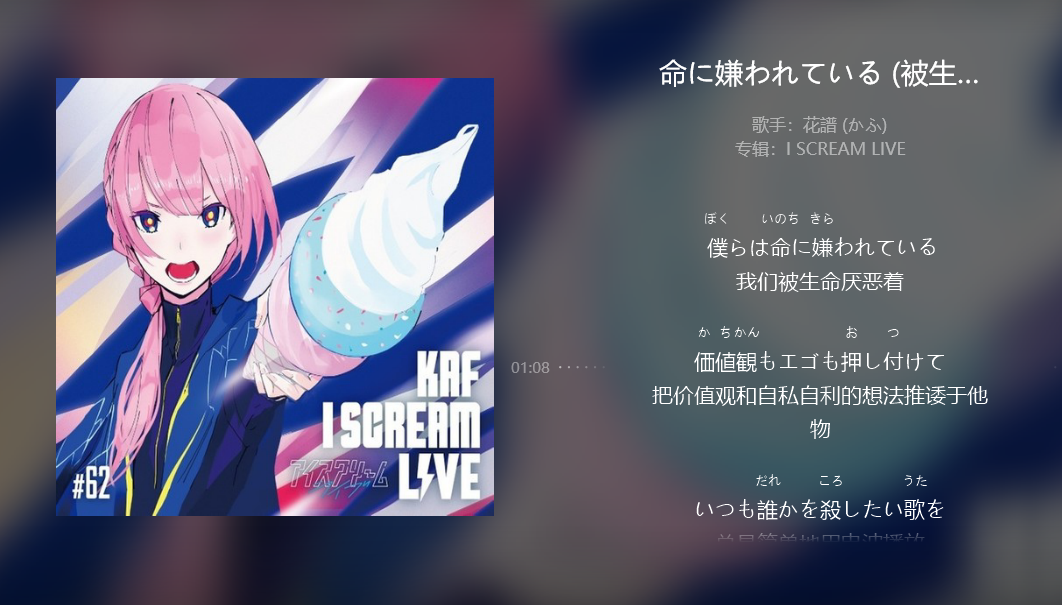 KAF
I SCREAM
アイスクリーム
LIVE
#62
命に嫌われている (被生...
歌手：花譜 (かふ)
专辑：I SCREAM LIVE
ぼく いのち きら
僕らは命に嫌われている
我们被生命厌恶着
か ちかん お つ
価値観もエゴも押し付けて
01:08
把价值观和自私自利的想法推诿于他
物
だれ ころ うた
いつも誰かを殺したい歌を